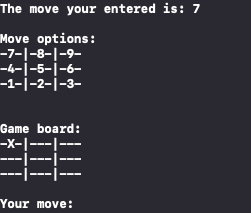 The move your entered is: 7
Move options:
-7-|-8-|-9-
-4-|-5-|-6-
-1-|-2-|-3-
Game board:
-X-|---|---
---|---|---
---|---|---
Your move: